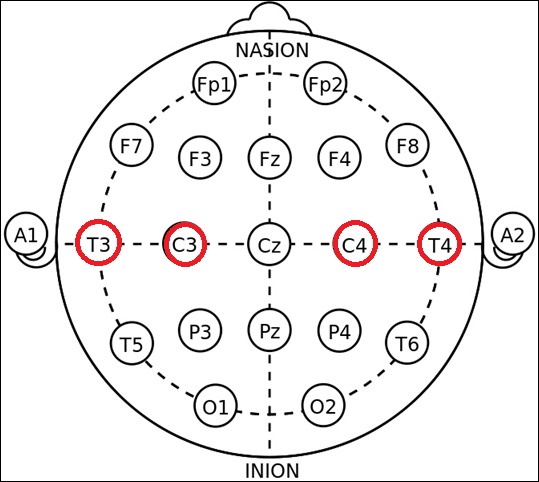 NASION
Fp1 Fp2
F7 F3 Fz F4 F8
A1 T3 C3 Cz C4 T4 A2
T5 P3 Pz P4 T6
O1 O2
INION